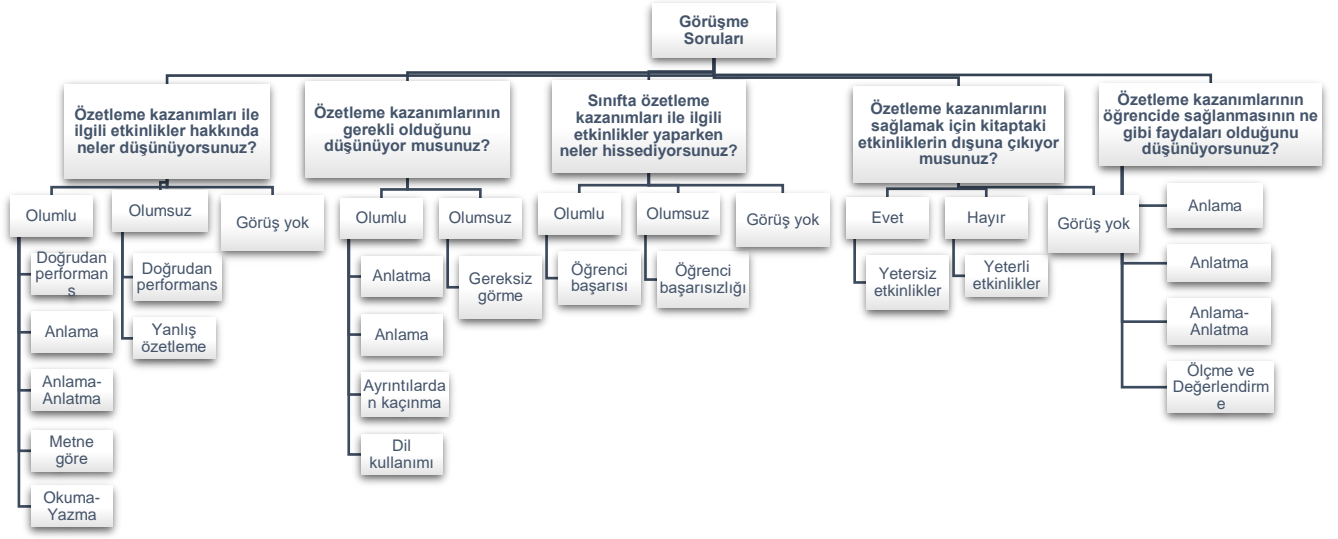 Görüşme
Soruları
Özetleme kazanımları ile
ilgili etkinlikler hakkında
neler düşünüyorsunuz?
Olumlu
Doğrudan
performan
s
Anlama
Anlama-
Anlatma
Metne
göre
Okuma-
Yazma
Olumsuz
Doğrudan
performans
Yanlış
özetleme
Görüş yok
Özetleme kazanımlarının
gerekli olduğunu
düşünüyor musunuz?
Olumlu
Anlatma
Anlama
Ayrıntılarda
n kaçınma
Dil
kullanımı
Olumsuz
Gereksiz
görme
Sınıfta özetleme
kazanımları ile ilgili
etkinlikler yaparken
neler hissediyorsunuz?
Olumlu
Öğrenci
başarısı
Olumsuz
Öğrenci
başarısızlığı
Görüş yok
Özetleme kazanımlarını
sağlamak için kitaptaki
etkinliklerin dışına çıkıyor
musunuz?
Evet
Yetersiz
etkinlikler
Hayır
Yeterli
etkinlikler
Görüş yok
Özetleme kazanımlarının
öğrencide sağlanmasının ne
gibi faydaları olduğunu
düşünüyorsunuz?
Anlama
Anlatma
Anlama-
Anlatma
Ölçme ve
Değerlendirm
e